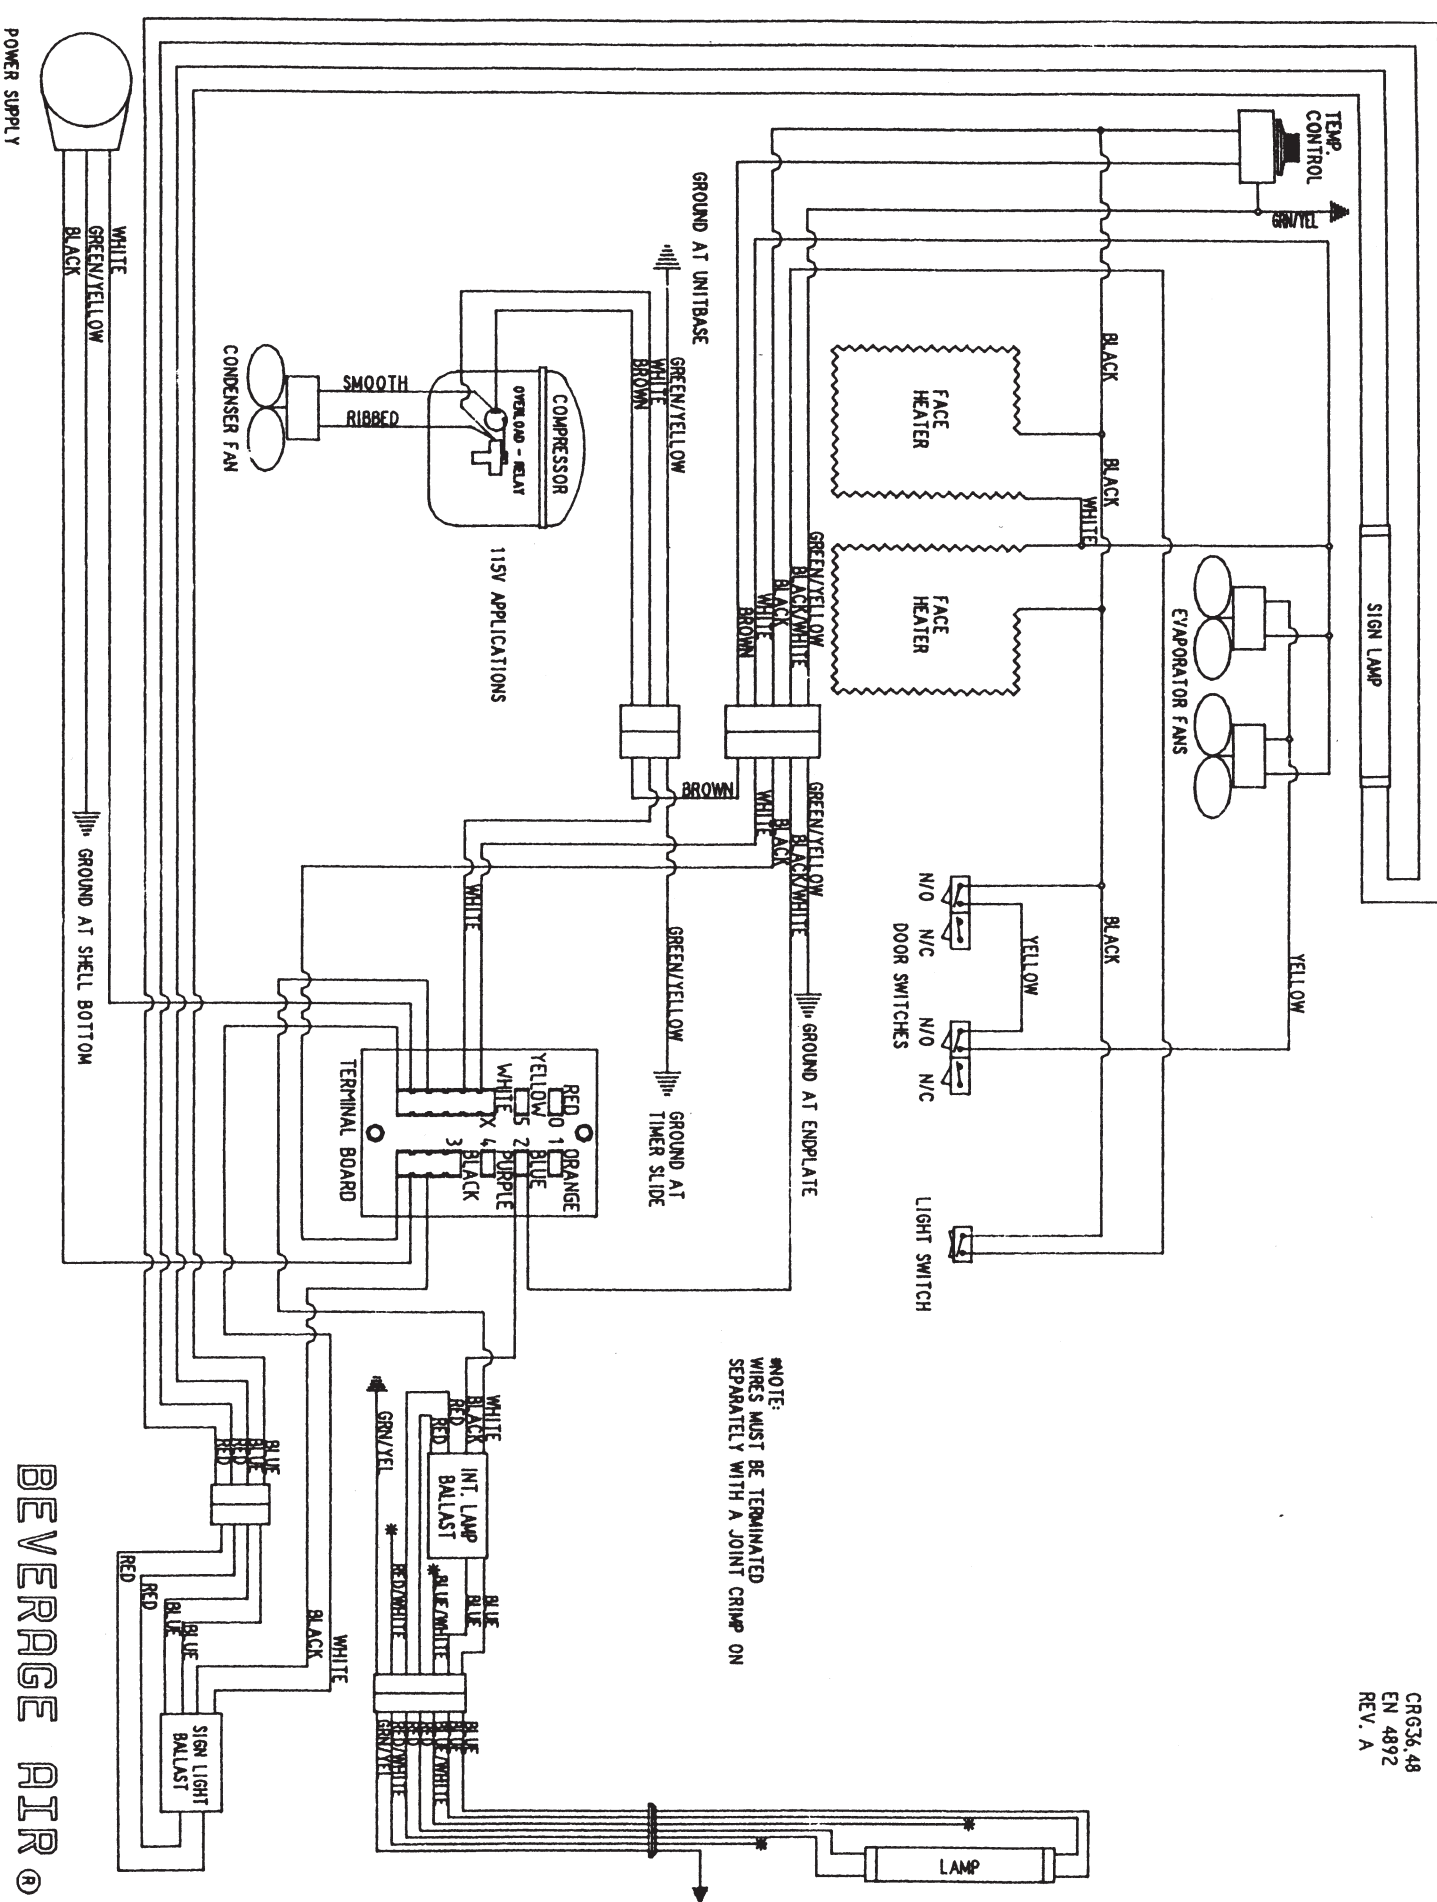 CRG36,48
EN 4892
REV. A
TEMP.
CONTROL
GRN/YEL
SIGN LAMP
EVAPORATOR FANS
YELLOW
BLACK
BLACK
WHITE
BLACK
FACE
HEATER
FACE
HEATER
N/O
N/C
DOOR SWITCHES
YELLOW
N/O
N/C
LIGHT SWITCH
GREEN/YELLOW
BLACK/WHITE
BLACK
WHITE
BROWN
GREEN/YELLOW
BLACK/WHITE
BLACK
WHITE
BROWN
GROUND AT ENDPLATE
*NOTE:
WIRES MUST BE TERMINATED
SEPARATELY WITH A JOINT CRIMP ON
GROUND AT UNITBASE
GREEN/YELLOW
WHITE
BROWN
GREEN/YELLOW
GROUND AT
TIMER SLIDE
COMPRESSOR
OVERLOAD - RELAY
115V APPLICATIONS
SMOOTH
RIBBED
CONDENSER FAN
WHITE
RED
YELLOW
WHITE
O
5
X
1
2
4
3
ORANGE
BLUE
PURPLE
BLACK
TERMINAL BOARD
WHITE
BLACK
RED
RED
GRN/YEL
INT. LAMP
BALLAST
BLUE
BLUE
*BLUE/WHITE
*
RED/WHITE
BLUE
BLUE
BLUE/WHITE
RED
RED
RED/WHITE
GRN/YEL
*
*
LAMP
WHITE
BLACK
BLUE
BLUE
RED
RED
BLUE
BLUE
RED
RED
SIGN LIGHT
BALLAST
WHITE
GREEN/YELLOW
BLACK
GROUND AT SHELL BOTTOM
POWER SUPPLY
BEVERAGE AIR®